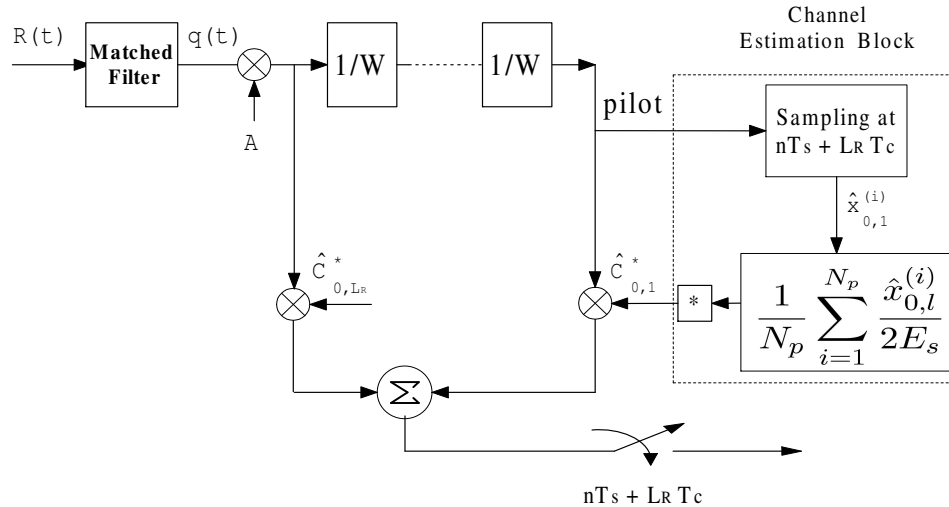 Channel
Estimation Block
R(t)
Matched
Filter
q(t)
A
1/W
1/W
pilot
Sampling at
nTs + LR Tc
x̂ (i) 0,1
Ĉ * 0,LR
Ĉ * 0,1
*
1/Np ∑ i=1 Np x̂ 0,l (i) / 2Es
Σ
nTs + LR Tc